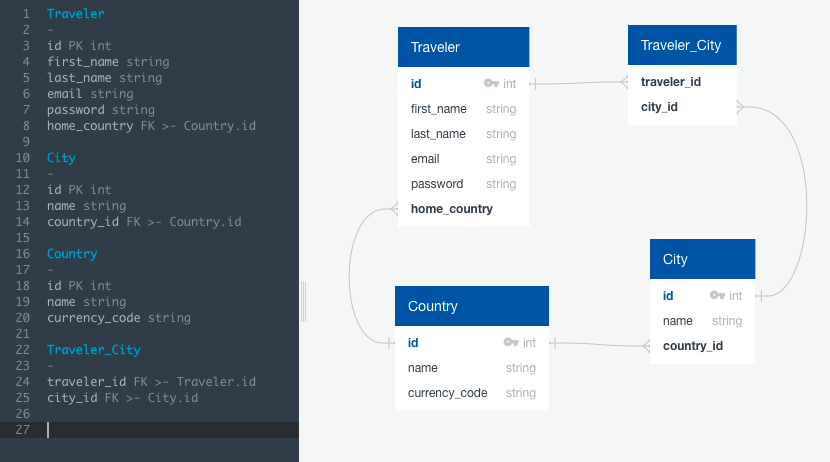 1 Traveler
2 -
3 id PK int
4 first_name string
5 last_name string
6 email string
7 password string
8 home_country FK >- Country.id
9
10 City
11 -
12 id PK int
13 name string
14 country_id FK >- Country.id
15
16 Country
17 -
18 id PK int
19 name string
20 currency_code string
21
22 Traveler_City
23 -
24 traveler_id FK >- Traveler.id
25 city_id FK >- City.id
26
27
Traveler
id int
first_name string
last_name string
email string
password string
home_country
Traveler_City
traveler_id
city_id
Country
id int
name string
currency_code string
City
id int
name string
country_id